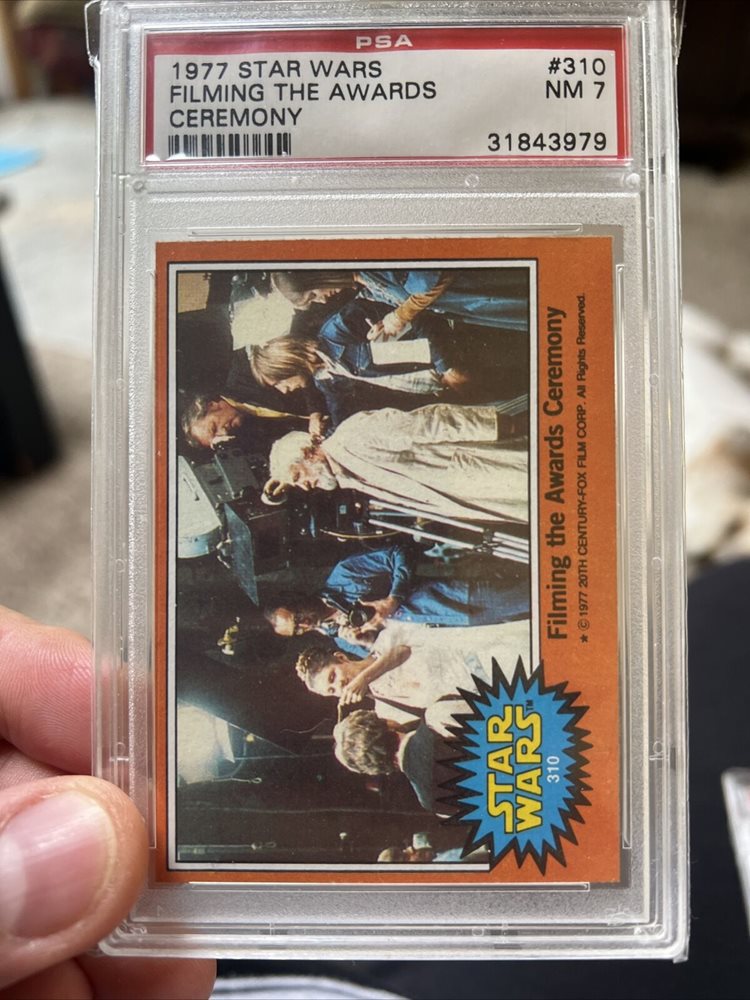 PSA
1977 STAR WARS #310
FILMING THE AWARDS NM 7
CEREMONY
31843979
Filming the Awards Ceremony
★ © 1977 20TH CENTURY-FOX FILM CORP. All Rights Reserved.
STAR
WARS™
310